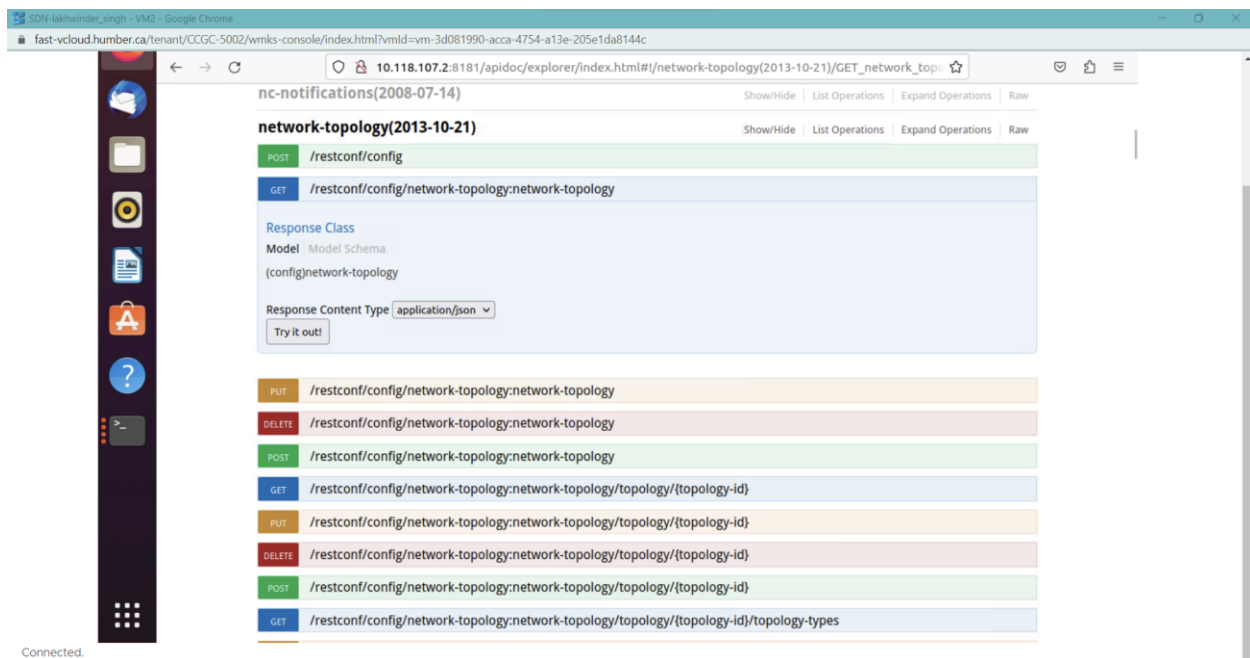 SDN-lakhwinder_singh - VM2 - Google Chrome
fast-vcloud.humber.ca/tenant/CCGC-5002/wmks-console/index.html?vmId=vm-3d081990-acca-4754-a13e-205e1da8144c
10.118.107.2:8181/apidoc/explorer/index.html#!/network-topology(2013-10-21)/GET_network_topo
nc-notifications(2008-07-14) Show/Hide List Operations Expand Operations Raw
network-topology(2013-10-21) Show/Hide List Operations Expand Operations Raw
POST /restconf/config
GET /restconf/config/network-topology:network-topology
Response Class
Model Model Schema
(config)network-topology
Response Content Type application/json
Try it out!
PUT /restconf/config/network-topology:network-topology
DELETE /restconf/config/network-topology:network-topology
POST /restconf/config/network-topology:network-topology
GET /restconf/config/network-topology:network-topology/topology/{topology-id}
PUT /restconf/config/network-topology:network-topology/topology/{topology-id}
DELETE /restconf/config/network-topology:network-topology/topology/{topology-id}
POST /restconf/config/network-topology:network-topology/topology/{topology-id}
GET /restconf/config/network-topology:network-topology/topology/{topology-id}/topology-types
Connected.